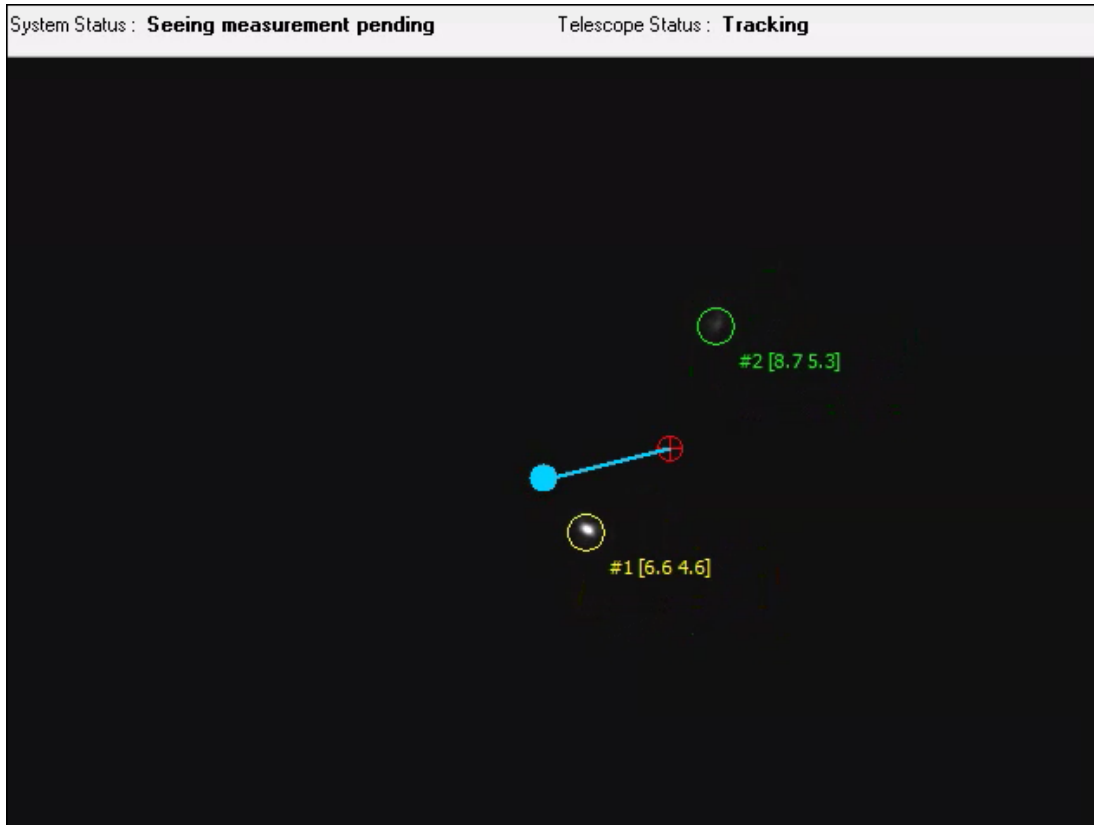 System Status : Seeing measurement pending Telescope Status : Tracking
#2 [8.7 5.3]
#1 [6.6 4.6]